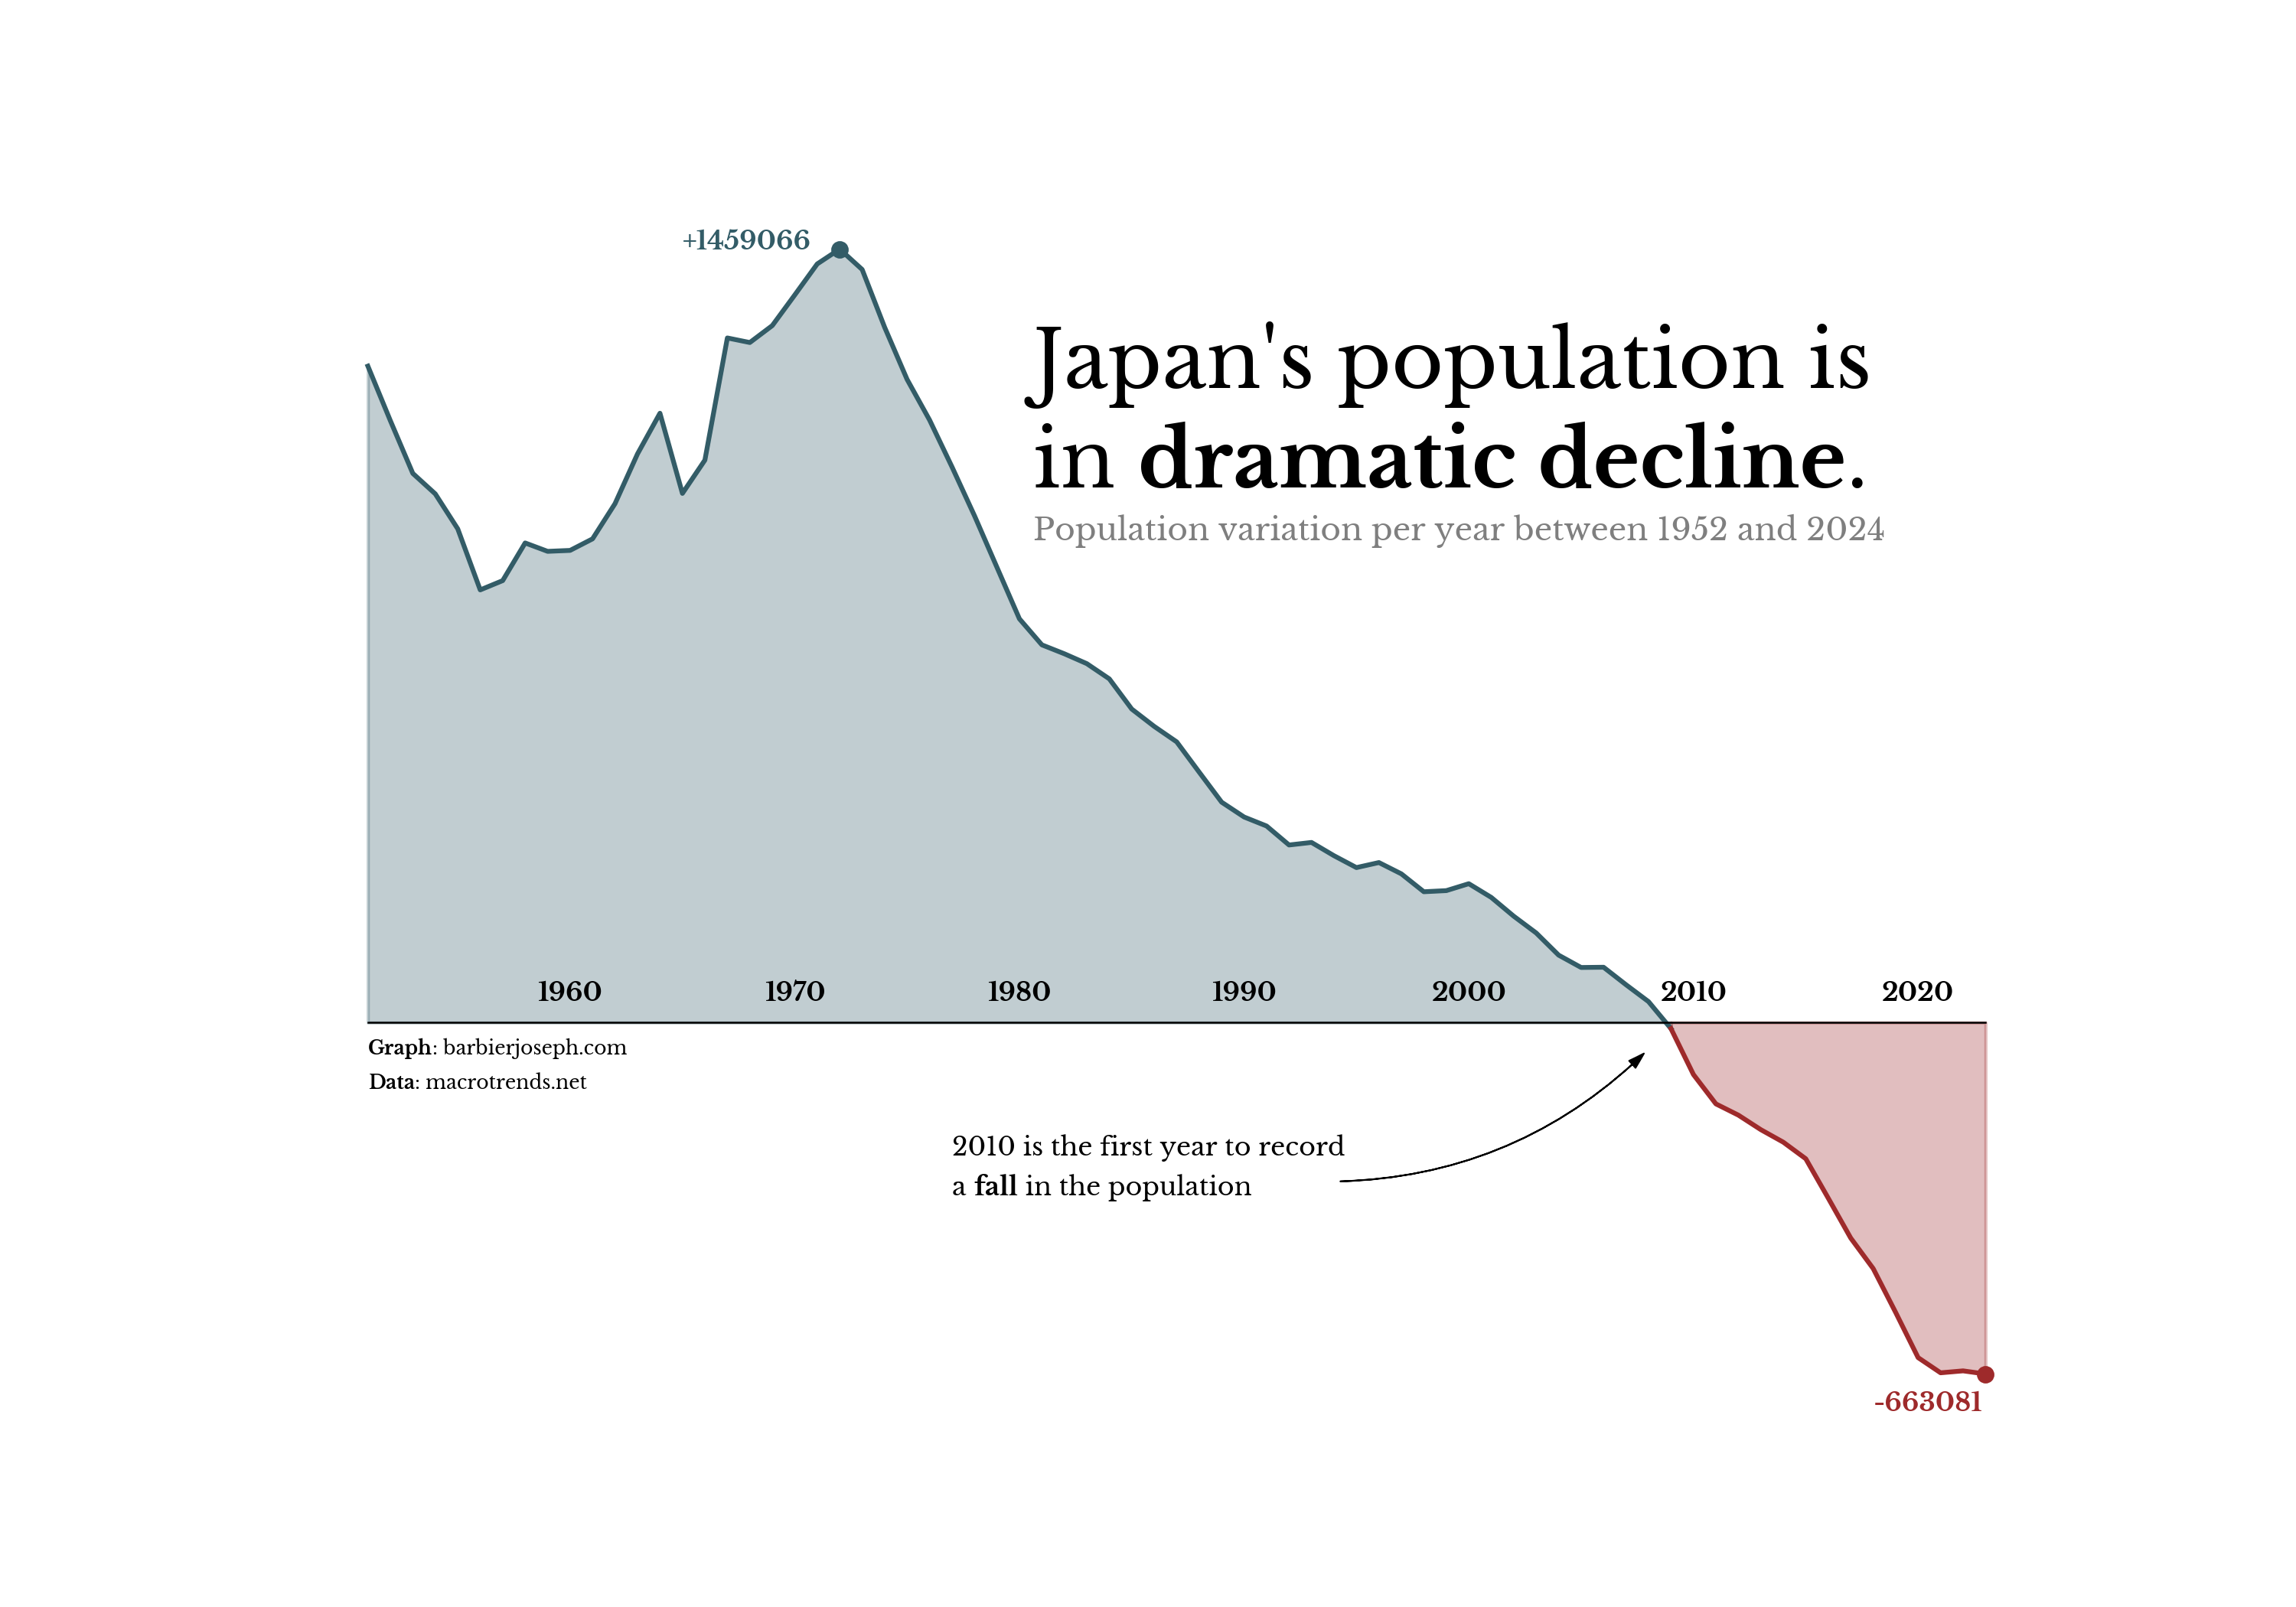 +1459066
Japan's population is
in dramatic decline.
Population variation per year between 1952 and 2024
1960 1970 1980 1990 2000 2010 2020
Graph: barbierjoseph.com
Data: macrotrends.net
2010 is the first year to record
a fall in the population
-663081